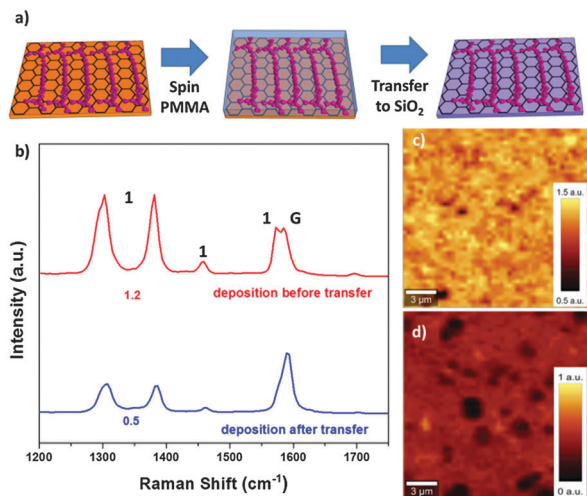 a)
Spin
PMMA
Transfer
to SiO₂
b)
1
1
1 G
1.2
deposition before transfer
0.5
deposition after transfer
Intensity (a.u.)
1200 1300 1400 1500 1600 1700
Raman Shift (cm⁻¹)
c)
1.5 a.u.
0.5 a.u.
3 µm
d)
1 a.u.
0 a.u.
3 µm